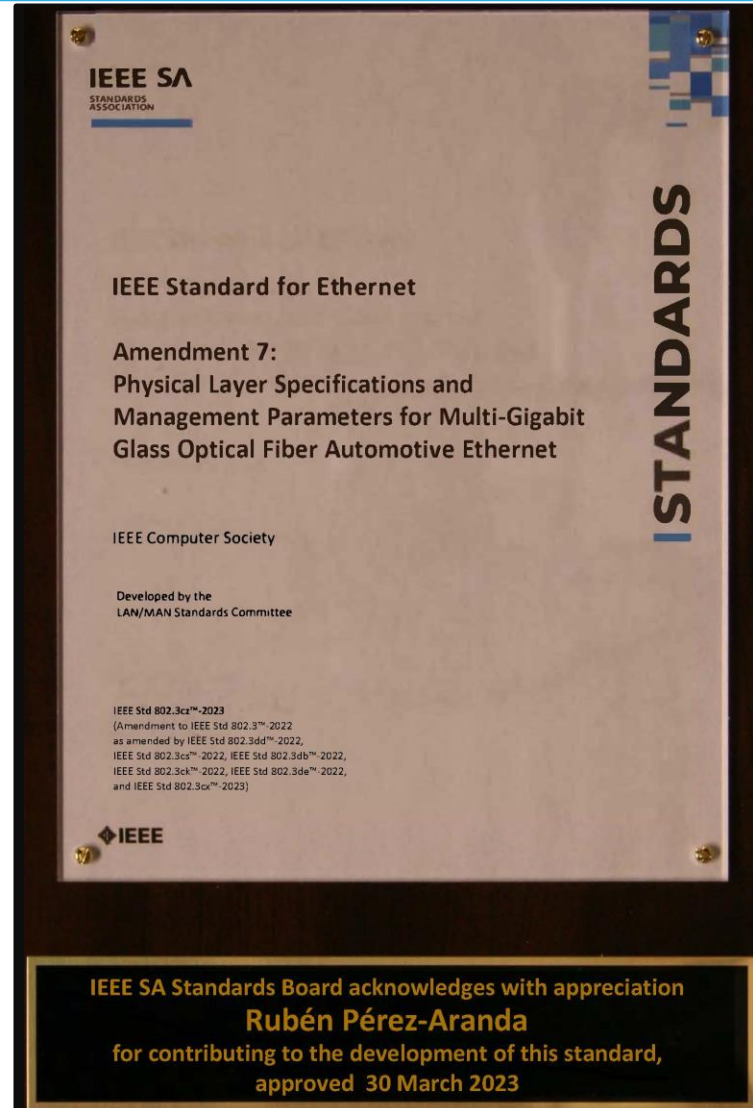 IEEE SA
STANDARDS
ASSOCIATION
STANDARDS
IEEE Standard for Ethernet
Amendment 7:
Physical Layer Specifications and
Management Parameters for Multi-Gigabit
Glass Optical Fiber Automotive Ethernet
IEEE Computer Society
Developed by the
LAN/MAN Standards Committee
IEEE Std 802.3cz™-2023
(Amendment to IEEE Std 802.3™-2022
as amended by IEEE Std 802.3dd™-2022,
IEEE Std 802.3cs™-2022, IEEE Std 802.3db™-2022,
IEEE Std 802.3ck™-2022, IEEE Std 802.3de™-2022,
and IEEE Std 802.3cx™-2023)
IEEE
IEEE SA Standards Board acknowledges with appreciation
Rubén Pérez-Aranda
for contributing to the development of this standard,
approved 30 March 2023